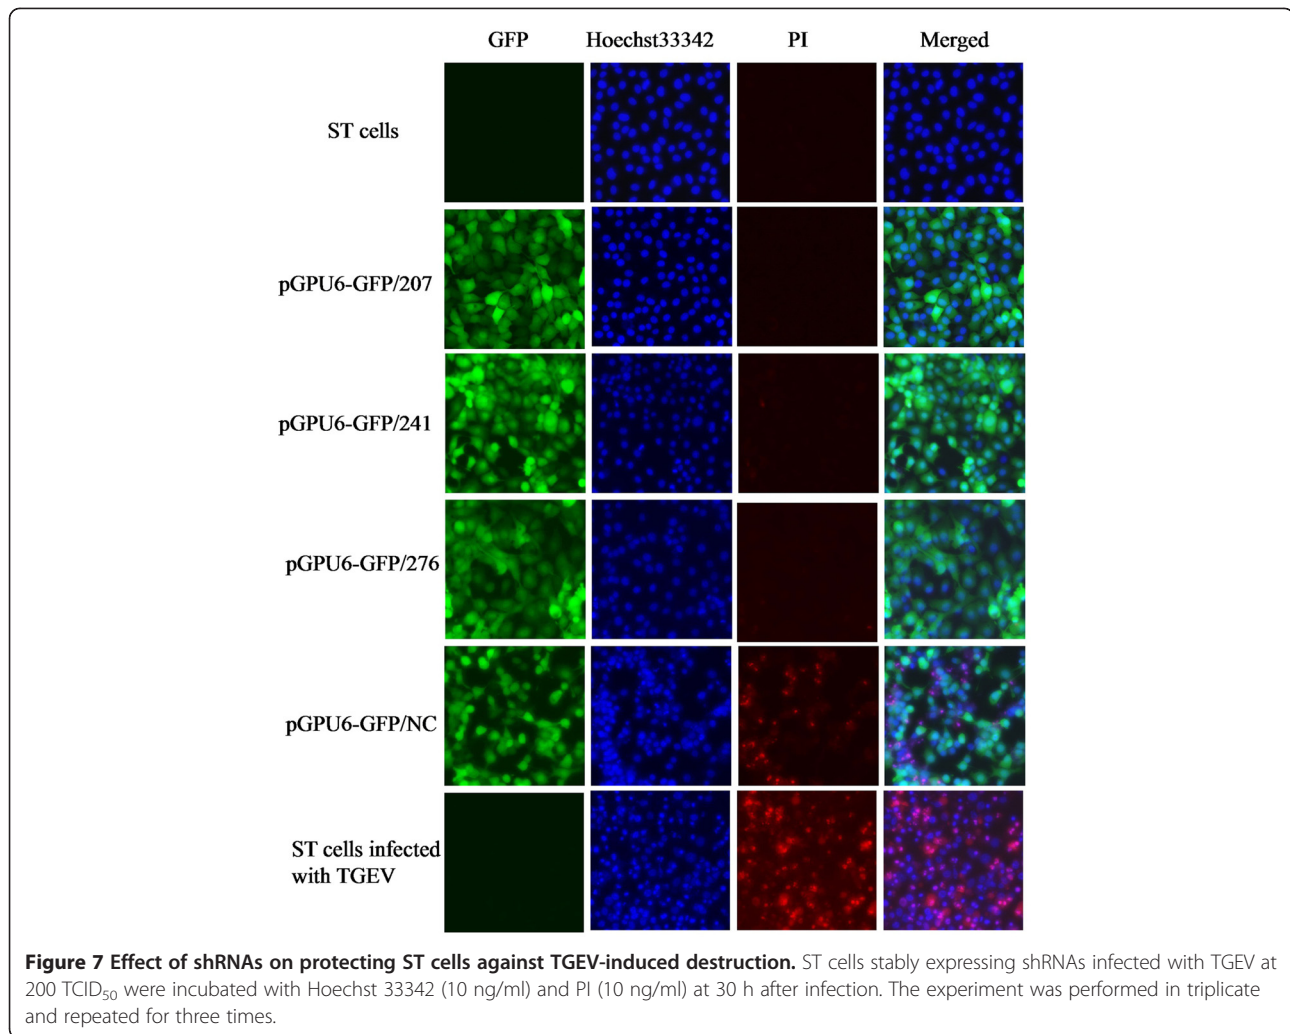 GFP Hoechst33342 PI Merged
ST cells
pGPU6-GFP/207
pGPU6-GFP/241
pGPU6-GFP/276
pGPU6-GFP/NC
ST cells infected
with TGEV
Figure 7 Effect of shRNAs on protecting ST cells against TGEV-induced destruction. ST cells stably expressing shRNAs infected with TGEV at
200 TCID50 were incubated with Hoechst 33342 (10 ng/ml) and PI (10 ng/ml) at 30 h after infection. The experiment was performed in triplicate
and repeated for three times.